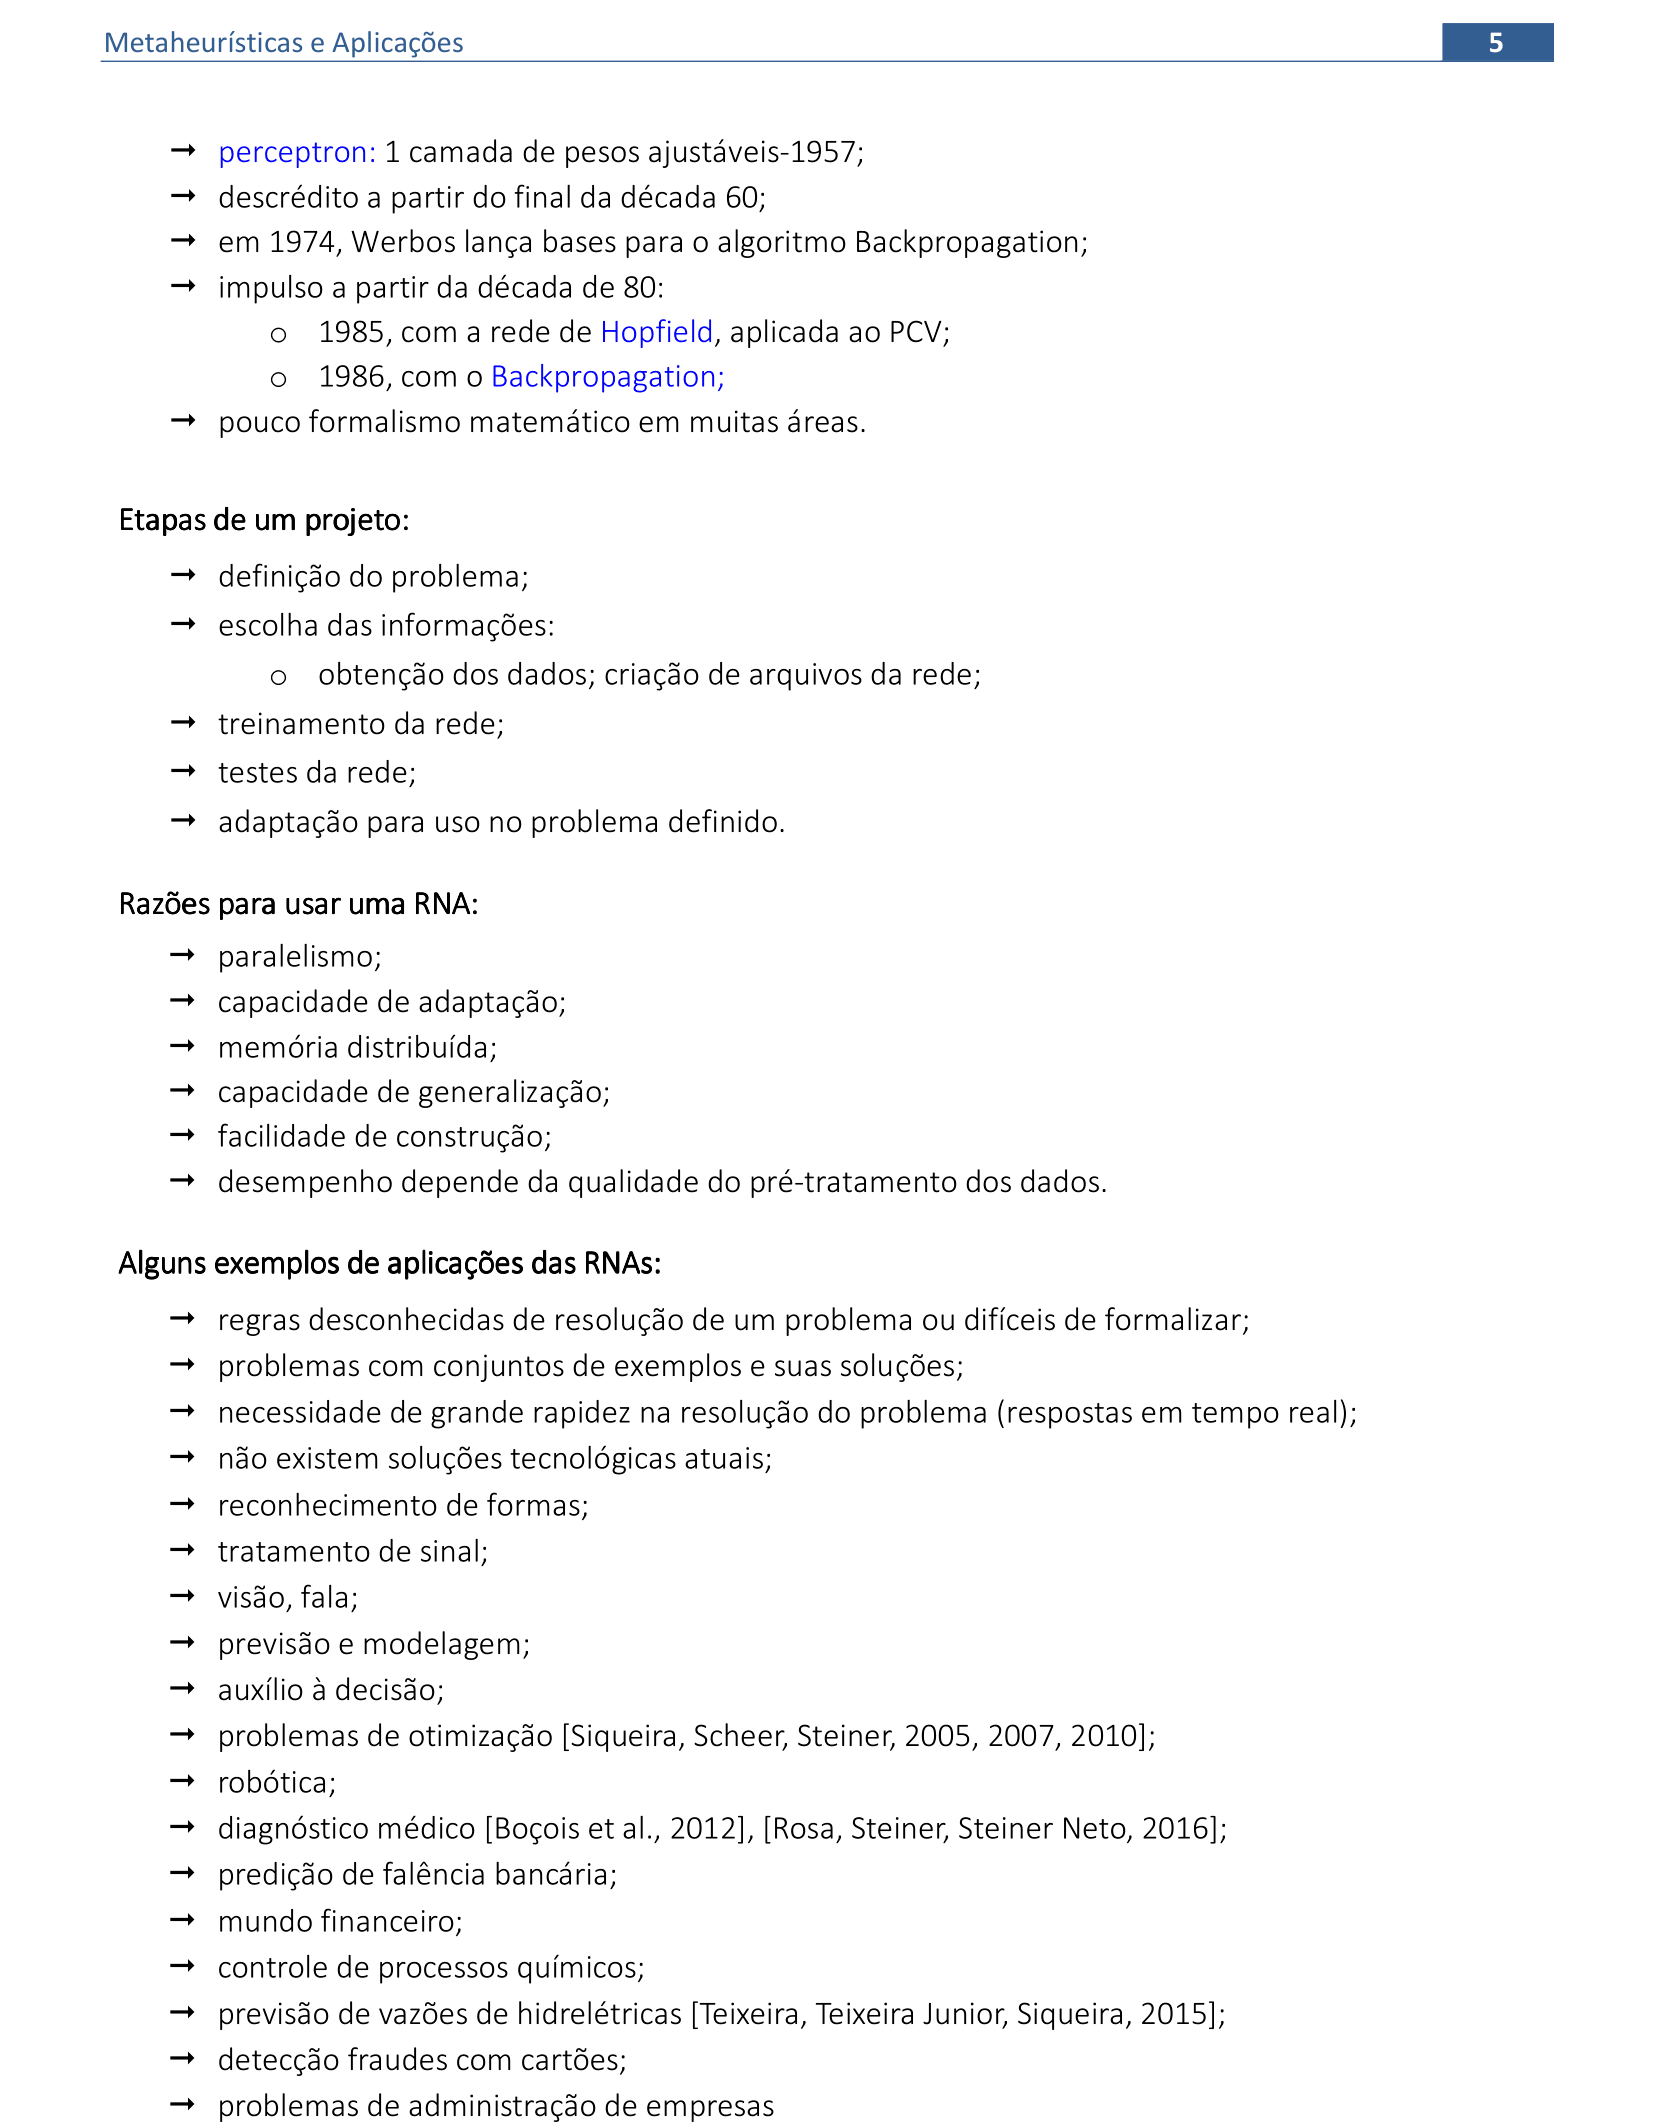 Metaheurísticas e Aplicações 5
➞ perceptron: 1 camada de pesos ajustáveis-1957;
➞ descrédito a partir do final da década 60;
➞ em 1974, Werbos lança bases para o algoritmo Backpropagation;
➞ impulso a partir da década de 80:
o 1985, com a rede de Hopfield, aplicada ao PCV;
o 1986, com o Backpropagation;
➞ pouco formalismo matemático em muitas áreas.
Etapas de um projeto:
➞ definição do problema;
➞ escolha das informações:
o obtenção dos dados; criação de arquivos da rede;
➞ treinamento da rede;
➞ testes da rede;
➞ adaptação para uso no problema definido.
Razões para usar uma RNA:
➞ paralelismo;
➞ capacidade de adaptação;
➞ memória distribuída;
➞ capacidade de generalização;
➞ facilidade de construção;
➞ desempenho depende da qualidade do pré-tratamento dos dados.
Alguns exemplos de aplicações das RNAs:
➞ regras desconhecidas de resolução de um problema ou difíceis de formalizar;
➞ problemas com conjuntos de exemplos e suas soluções;
➞ necessidade de grande rapidez na resolução do problema (respostas em tempo real);
➞ não existem soluções tecnológicas atuais;
➞ reconhecimento de formas;
➞ tratamento de sinal;
➞ visão, fala;
➞ previsão e modelagem;
➞ auxílio à decisão;
➞ problemas de otimização [Siqueira, Scheer, Steiner, 2005, 2007, 2010];
➞ robótica;
➞ diagnóstico médico [Boçois et al., 2012], [Rosa, Steiner, Steiner Neto, 2016];
➞ predição de falência bancária;
➞ mundo financeiro;
➞ controle de processos químicos;
➞ previsão de vazões de hidrelétricas [Teixeira, Teixeira Junior, Siqueira, 2015];
➞ detecção fraudes com cartões;
➞ problemas de administração de empresas